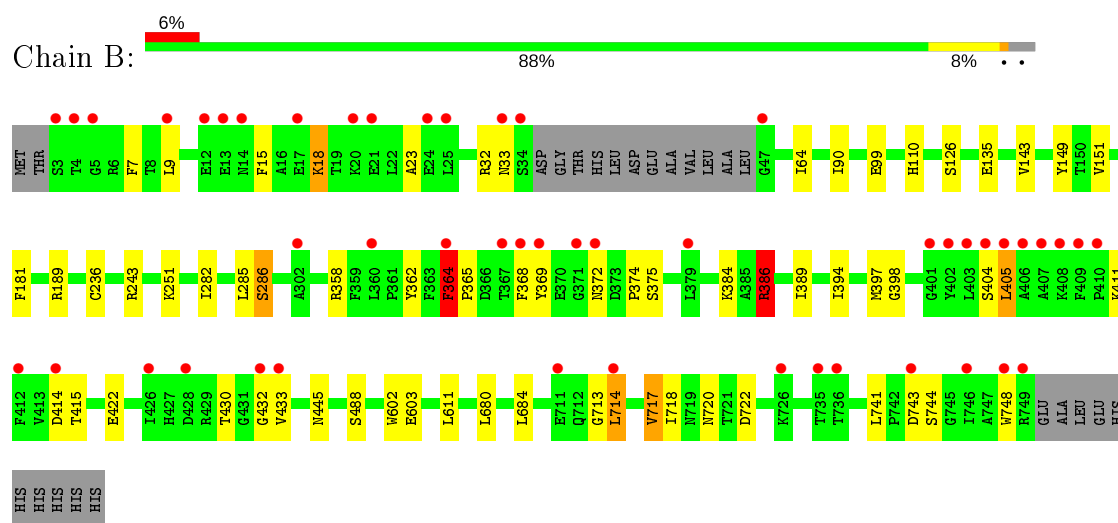 6%
Chain B:
88%
8%
MET THR S3 T4 G5 R6 F7 T8 L9 E12 E13 N14 F15 A16 E17 K18 T19 K20 E21 L22 A23 E24 L25 R32 N33 S34 ASP GLY THR HIS LEU ASP GLU ALA VAL LEU ALA LEU G47 I64 I90 E99 H110 S126 E135 V143 Y149 T150 V151
F181 R189 C236 R243 K251 I282 L285 S286 A302 R358 F359 L360 P361 Y362 F363 F364 P365 D366 T367 F368 Y369 E370 G371 N372 D373 P374 S375 L379 K384 A385 R386 I389 I394 M397 G398 G401 Y402 L403 S404 L405 A406 A407 K408 F409 P410 K411
F412 V413 D414 T415 E422 I426 H427 D428 R429 T430 G431 G432 V433 N445 S488 W602 E603 L611 L680 L684 E711 Q712 G713 L714 V717 I718 N719 N720 T721 D722 K726 T735 T736 L741 P742 D743 S744 G745 I746 A747 W748 R749 GLU ALA LEU GLU HIS
HIS HIS HIS HIS HIS